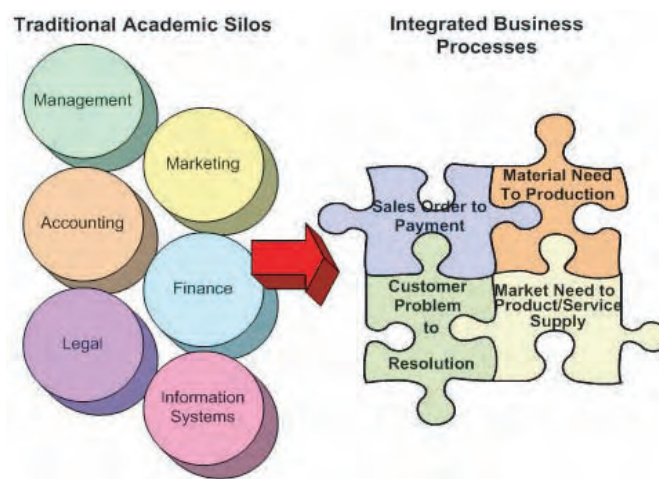 Traditional Academic Silos
Management
Marketing
Accounting
Finance
Legal
Information
Systems
Integrated Business
Processes
Sales Order to
Payment
Material Need
To Production
Customer
Problem
to
Resolution
Market Need to
Product/Service
Supply